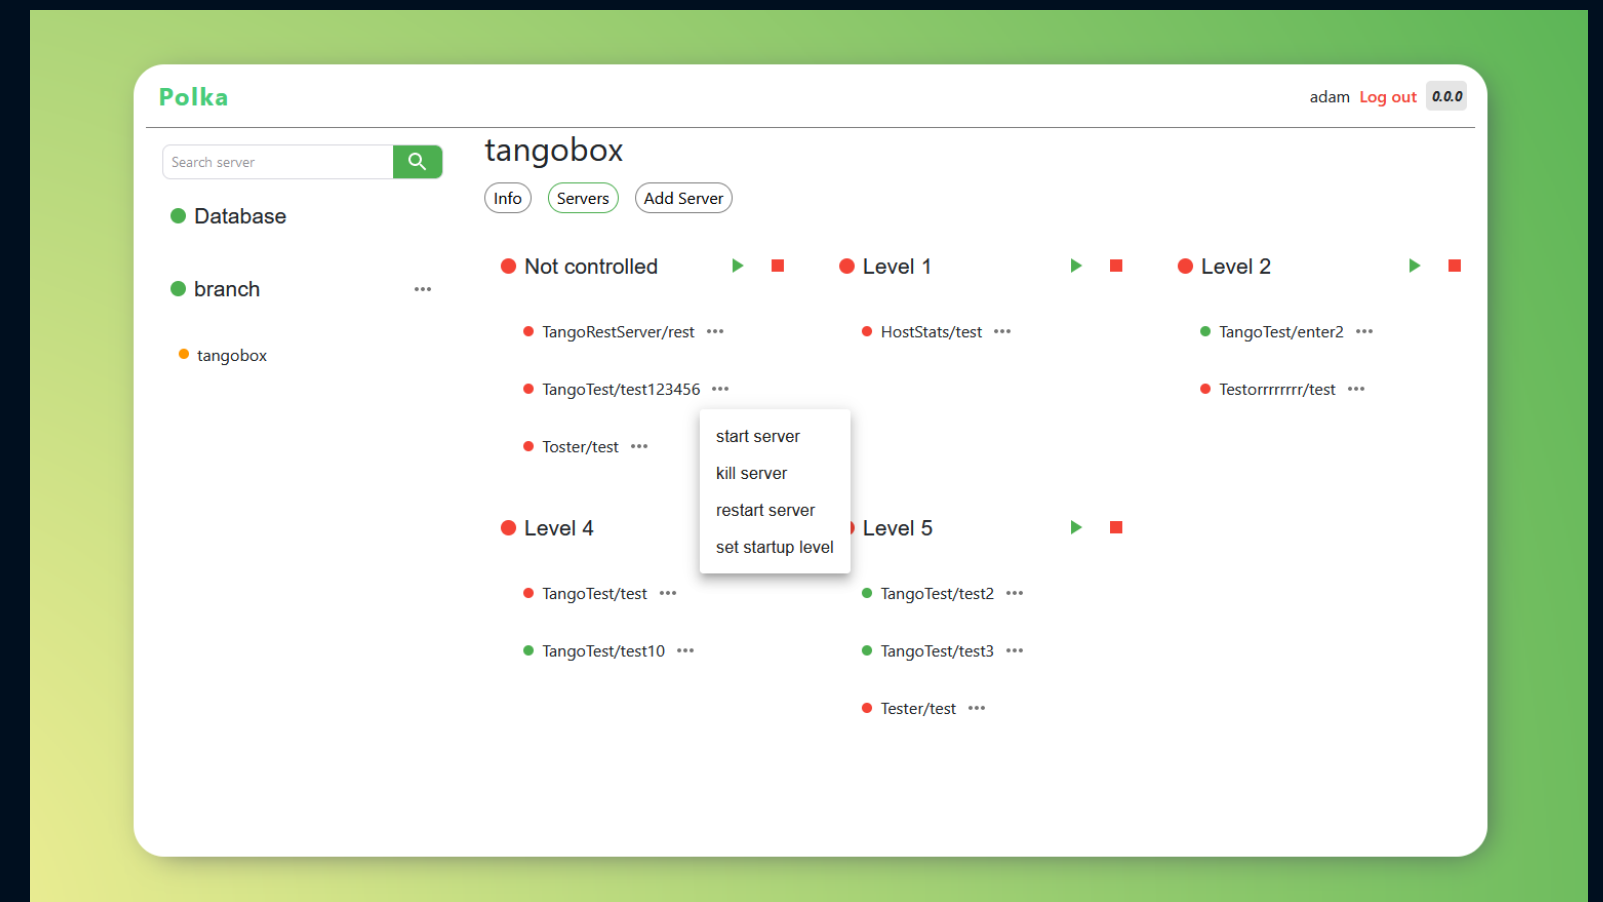 Polka
adam Log out 0.0.0
Search server
Database
branch
tangobox
tangobox
Info Servers Add Server
Not controlled
TangoRestServer/rest
TangoTest/test123456
Toster/test
Level 1
HostStats/test
Level 2
TangoTest/enter2
Testorrrrrrrr/test
start server
kill server
restart server
set startup level
Level 4
TangoTest/test
TangoTest/test10
Level 5
TangoTest/test2
TangoTest/test3
Tester/test